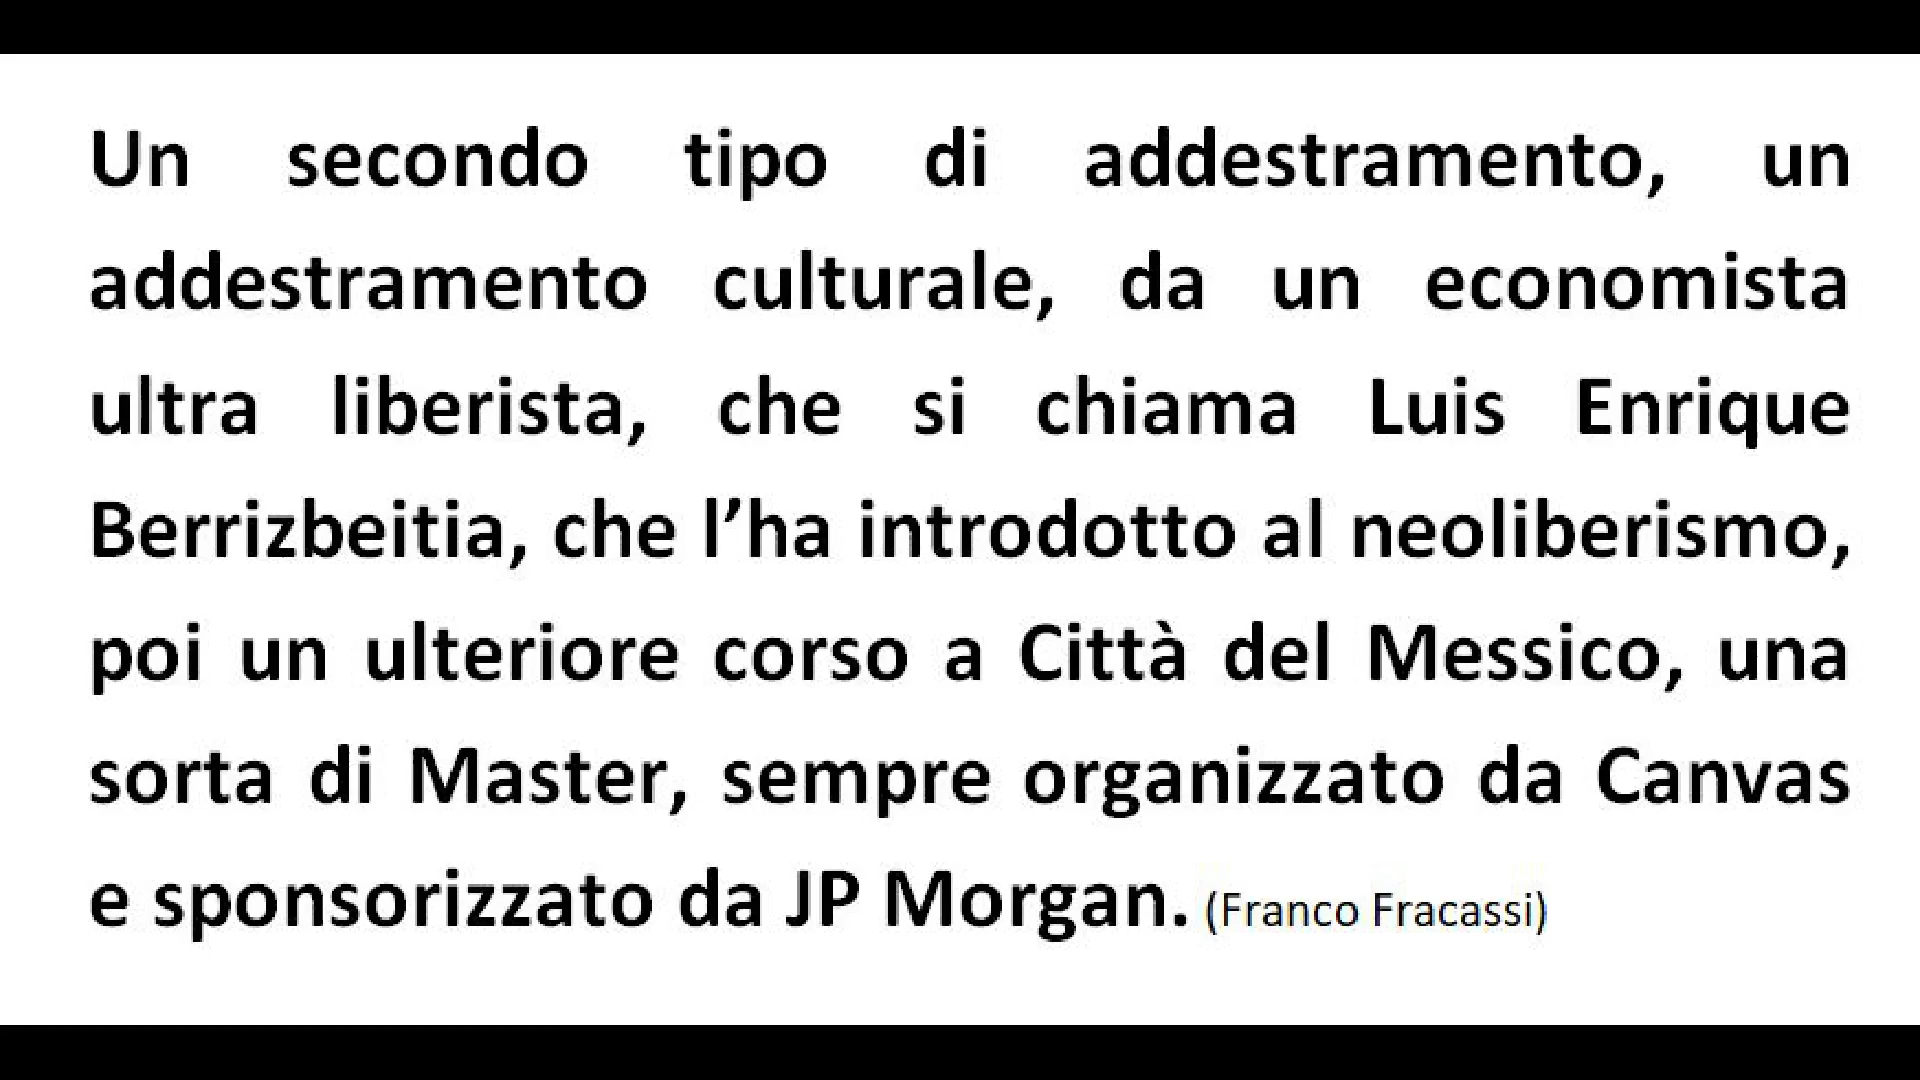 Un secondo tipo di addestramento, un
addestramento culturale, da un economista
ultra liberista, che si chiama Luis Enrique
Berrizbeitia, che l’ha introdotto al neoliberismo,
poi un ulteriore corso a Città del Messico, una
sorta di Master, sempre organizzato da Canvas
e sponsorizzato da JP Morgan. (Franco Fracassi)